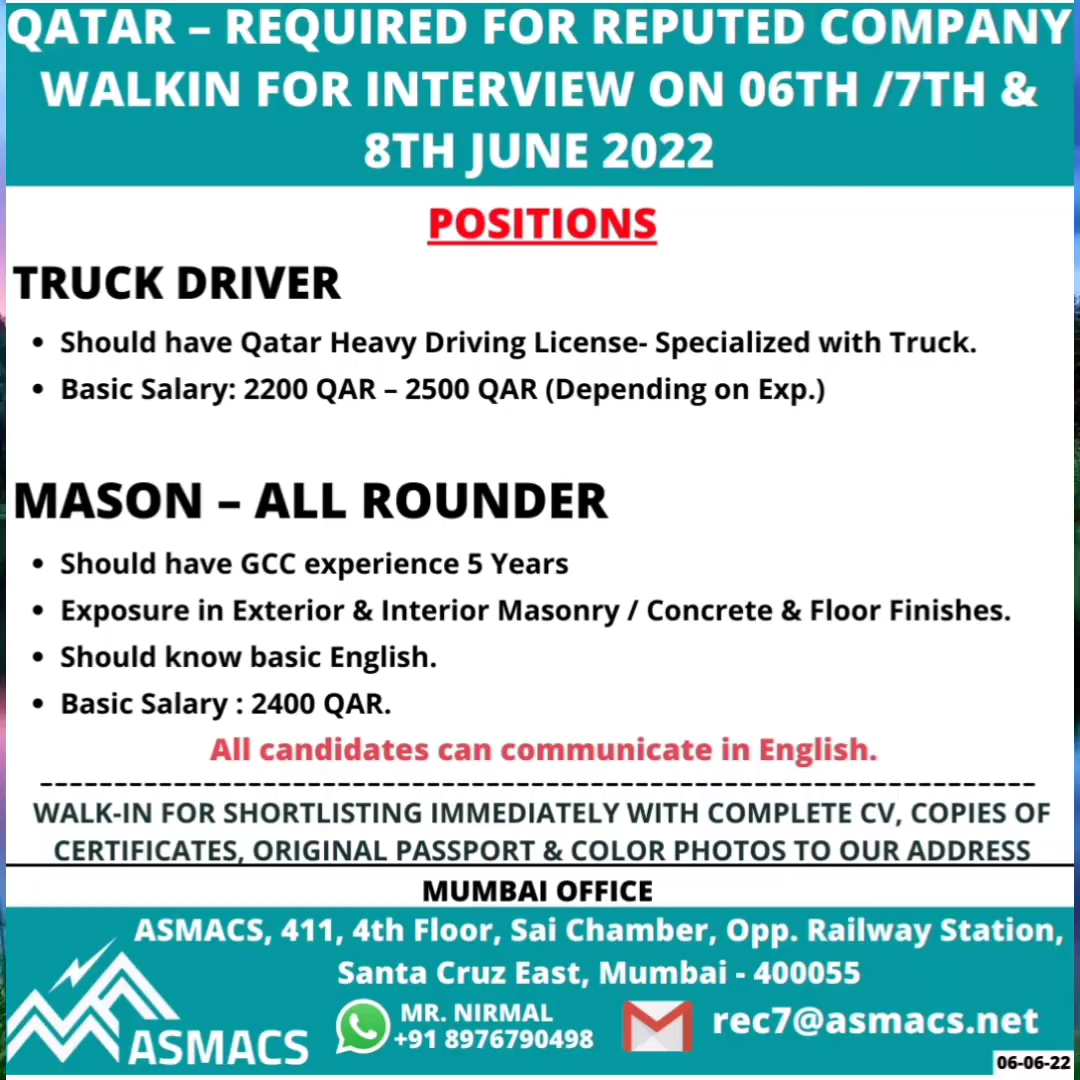 QATAR – REQUIRED FOR REPUTED COMPANY
WALKIN FOR INTERVIEW ON 06TH /7TH &
8TH JUNE 2022
POSITIONS
TRUCK DRIVER
• Should have Qatar Heavy Driving License- Specialized with Truck.
• Basic Salary: 2200 QAR – 2500 QAR (Depending on Exp.)
MASON – ALL ROUNDER
• Should have GCC experience 5 Years
• Exposure in Exterior & Interior Masonry / Concrete & Floor Finishes.
• Should know basic English.
• Basic Salary : 2400 QAR.
All candidates can communicate in English.
WALK-IN FOR SHORTLISTING IMMEDIATELY WITH COMPLETE CV, COPIES OF
CERTIFICATES, ORIGINAL PASSPORT & COLOR PHOTOS TO OUR ADDRESS
MUMBAI OFFICE
ASMACS, 411, 4th Floor, Sai Chamber, Opp. Railway Station,
Santa Cruz East, Mumbai - 400055
MR. NIRMAL
+91 8976790498
rec7@asmacs.net
ASMACS
06-06-22